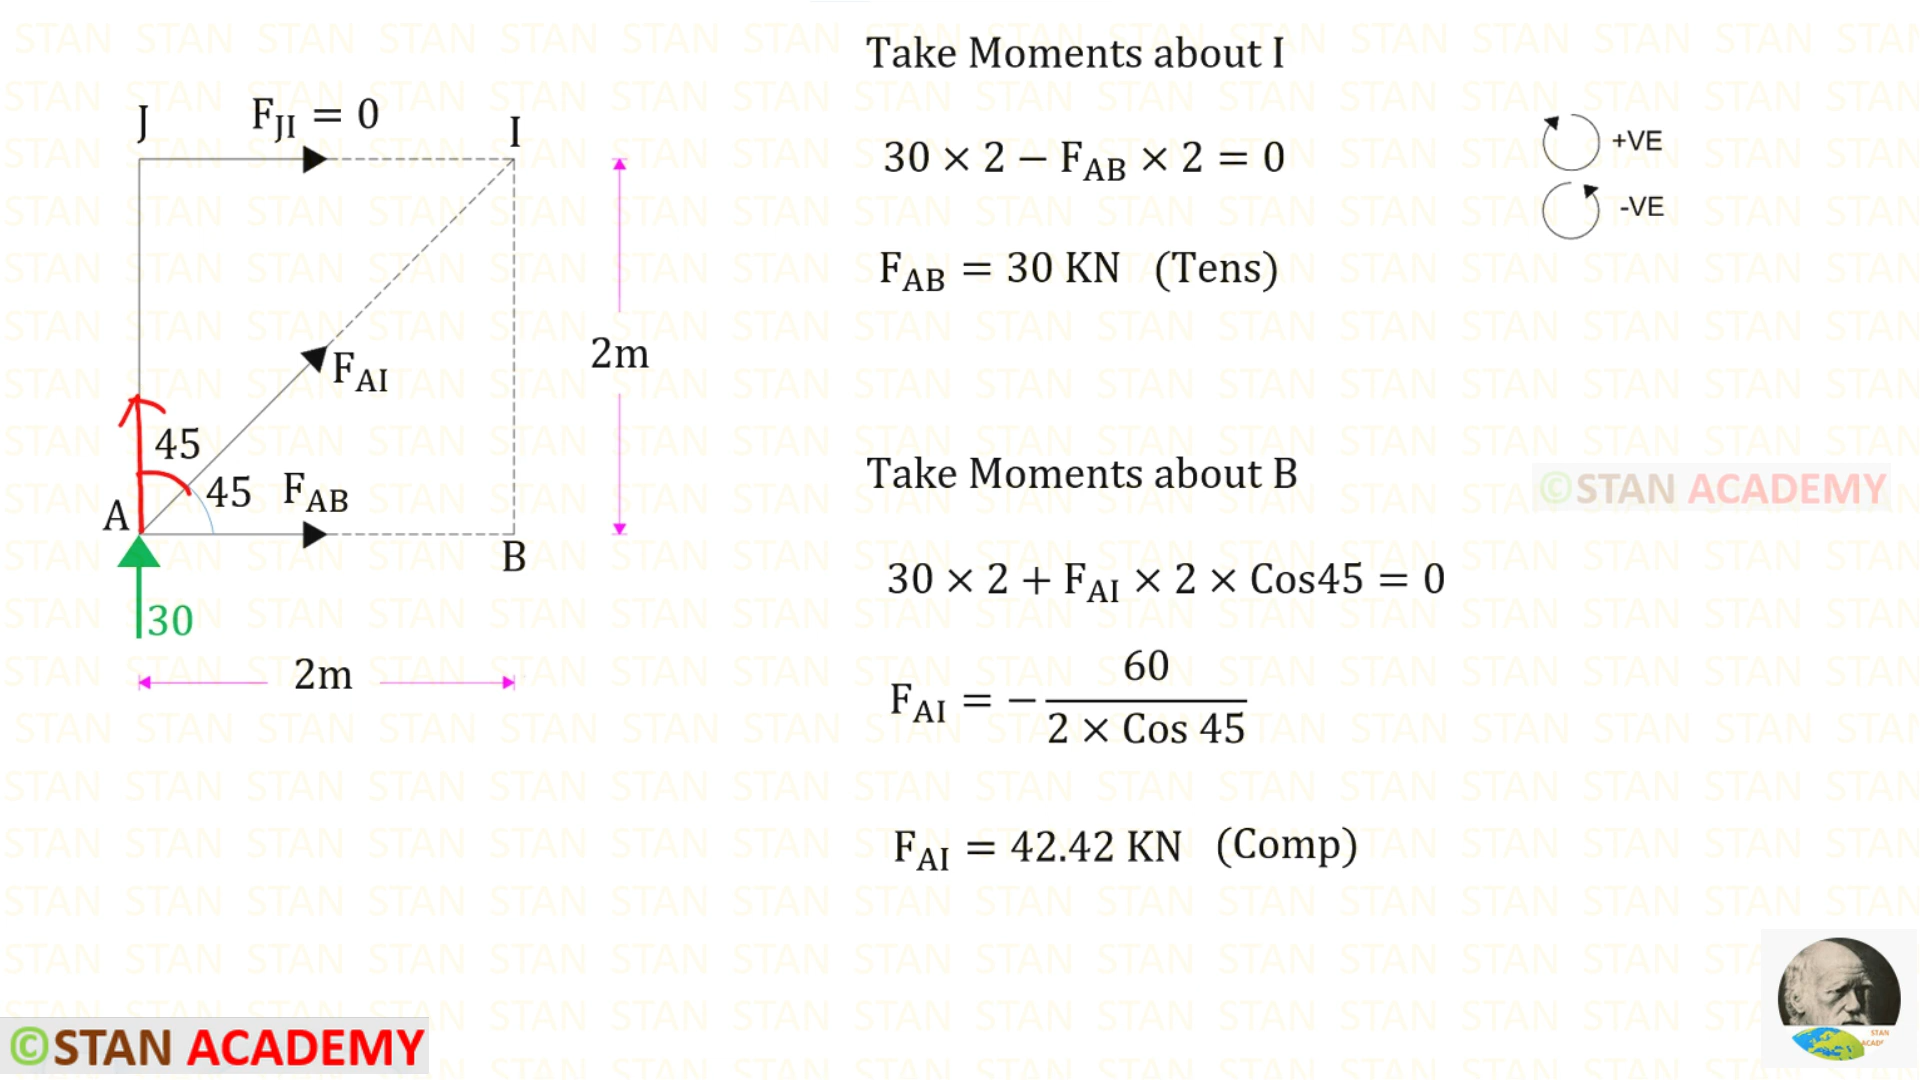 Take Moments about I
J
F_JI = 0
I
+VE
30 × 2 − F_AB × 2 = 0
-VE
F_AB = 30 KN (Tens)
2m
F_AI
45
Take Moments about B
45
F_AB
©STAN ACADEMY
A
B
30 × 2 + F_AI × 2 × Cos45 = 0
30
2m
F_AI = − 60 / 2 × Cos 45
F_AI = 42.42 KN (Comp)
©STAN ACADEMY